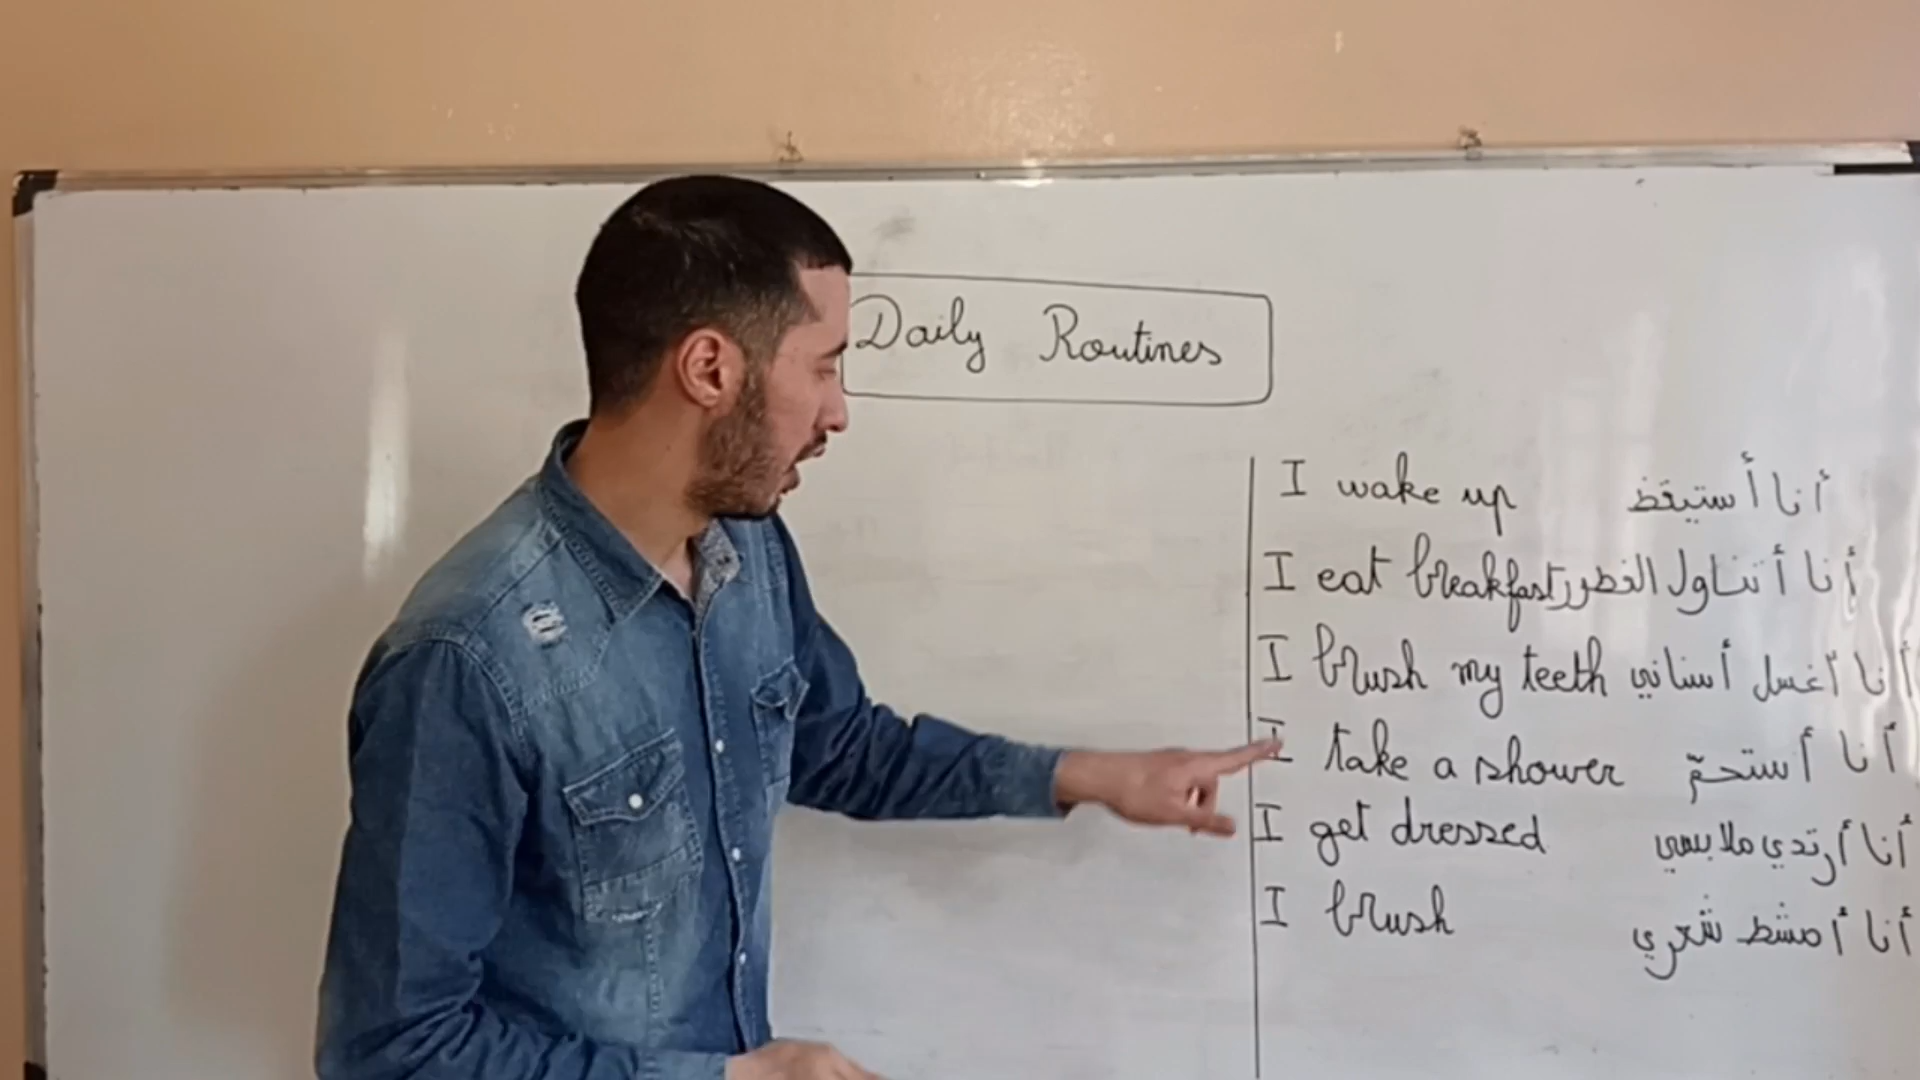 Daily Routines
I wake up أنا أستيقظ
I eat breakfast أنا أتناول الفطور
I brush my teeth أنا أغسل أسناني
I take a shower أنا أستحمّ
I get dressed أنا أرتدي ملابسي
I brush أنا أمشط شعري